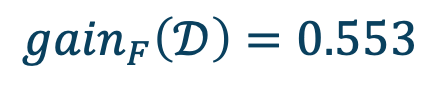 gain_F(𝒟) = 0.553